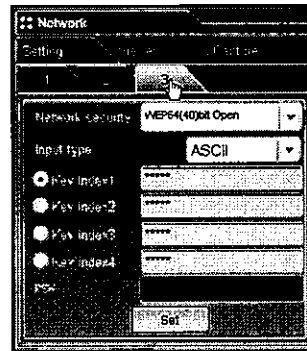 Network
Setting
1
3
Network security WEP64(40)bit Open
Input type ASCII
Key index1 *****
Key index2 *****
Key index3 *****
Key index4 *****
Set